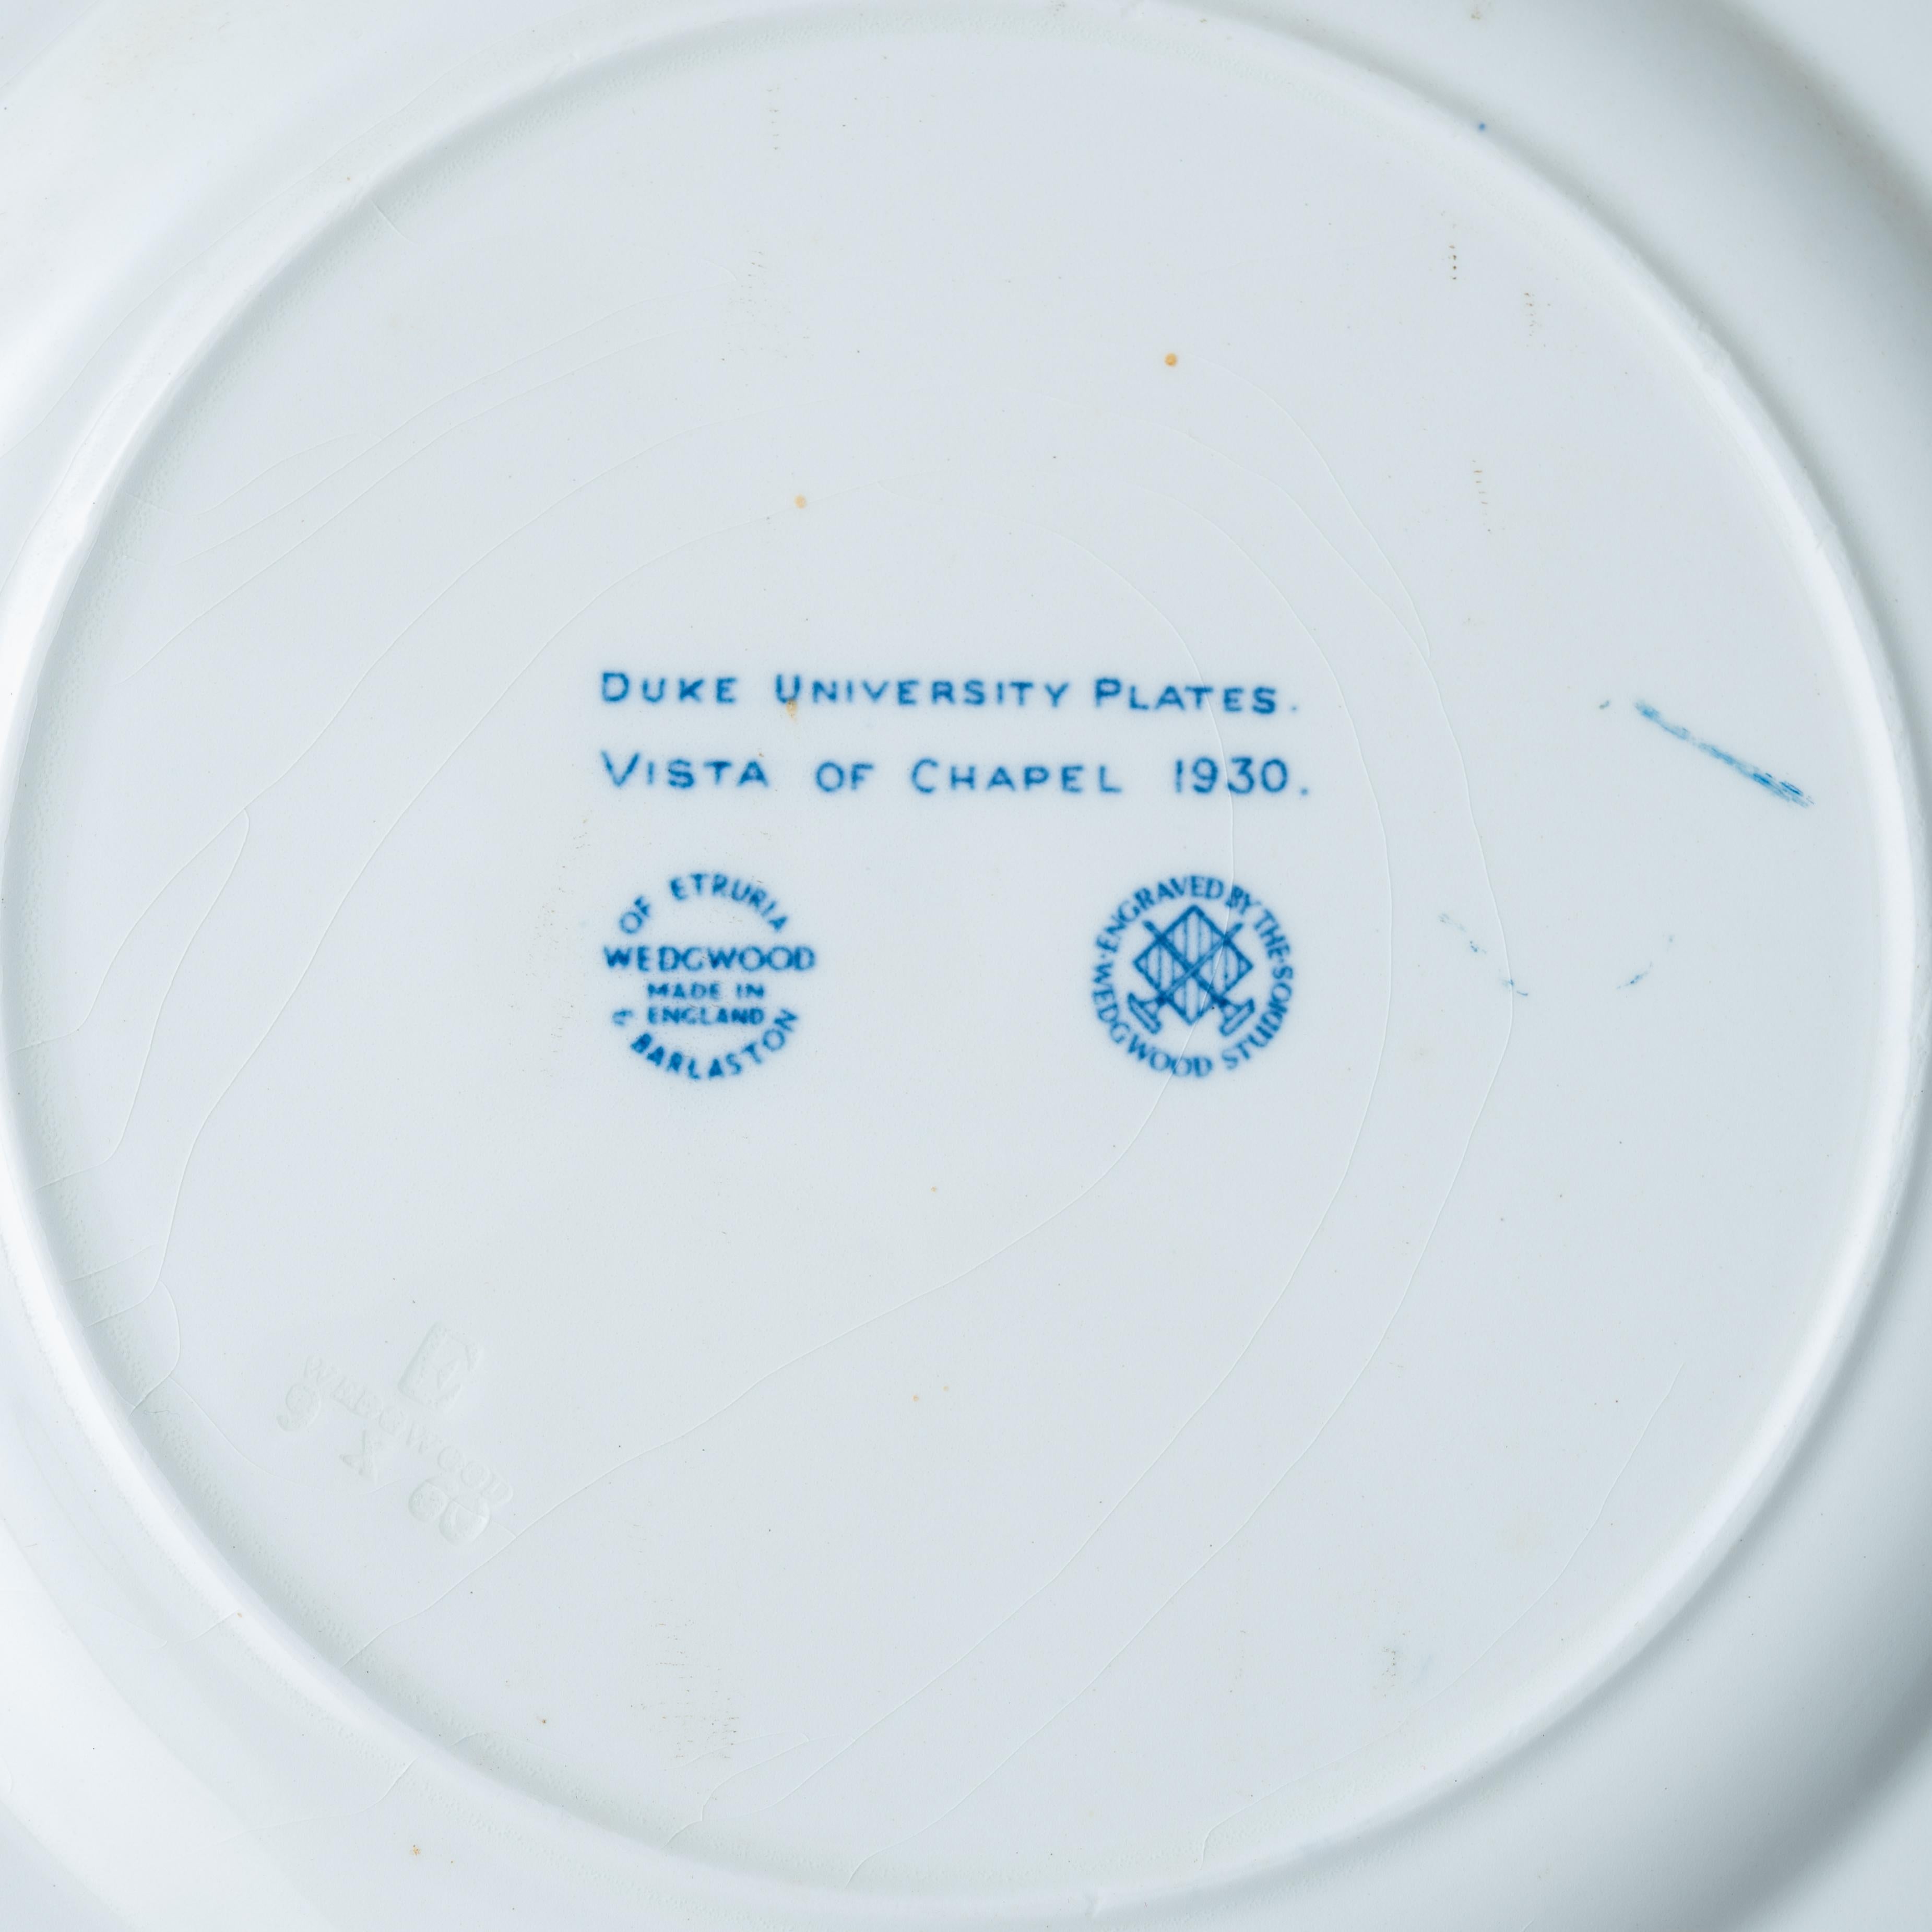 DUKE UNIVERSITY PLATES.
VISTA OF CHAPEL 1930.
OF ETRURIA
WEDGWOOD
MADE IN
ENGLAND
& BARLASTON
ENGRAVED BY THE·STUDIOS·WEDGWOOD
E
WEDGWOOD